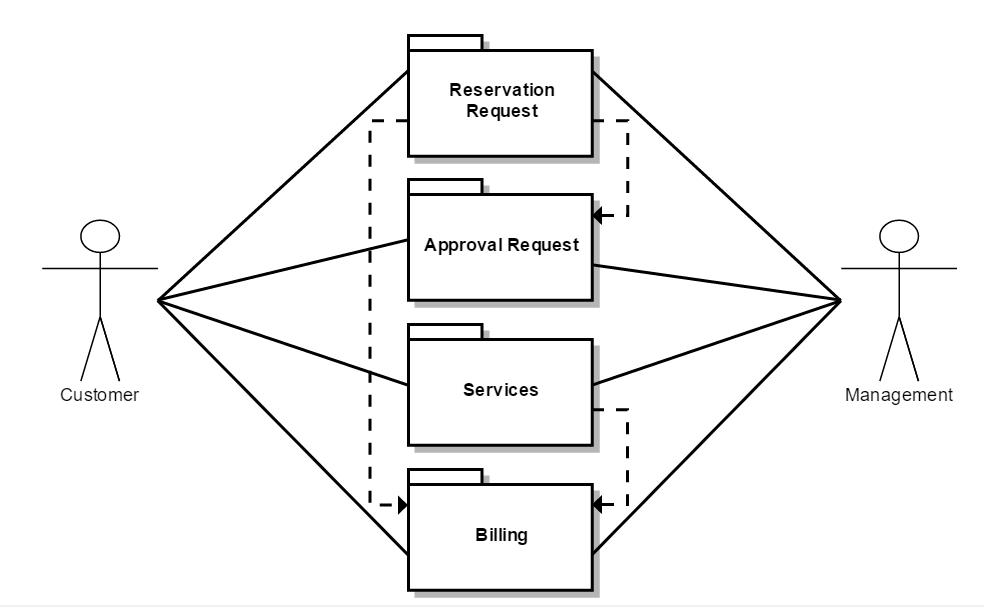 Reservation
Request
Approval Request
Services
Billing
Customer
Management